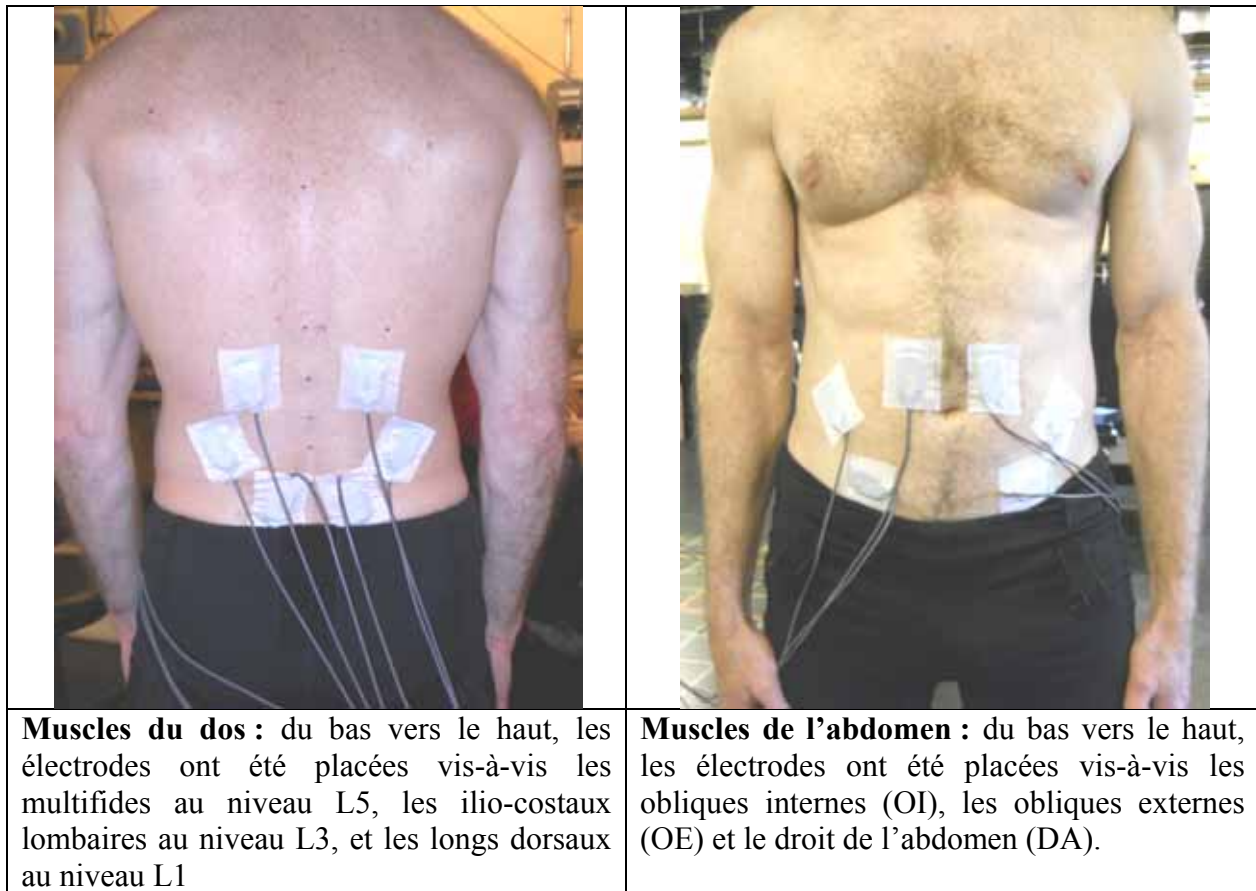 Muscles du dos : du bas vers le haut, les
électrodes ont été placées vis-à-vis les
multifides au niveau L5, les ilio-costaux
lombaires au niveau L3, et les longs dorsaux
au niveau L1
Muscles de l’abdomen : du bas vers le haut,
les électrodes ont été placées vis-à-vis les
obliques internes (OI), les obliques externes
(OE) et le droit de l’abdomen (DA).